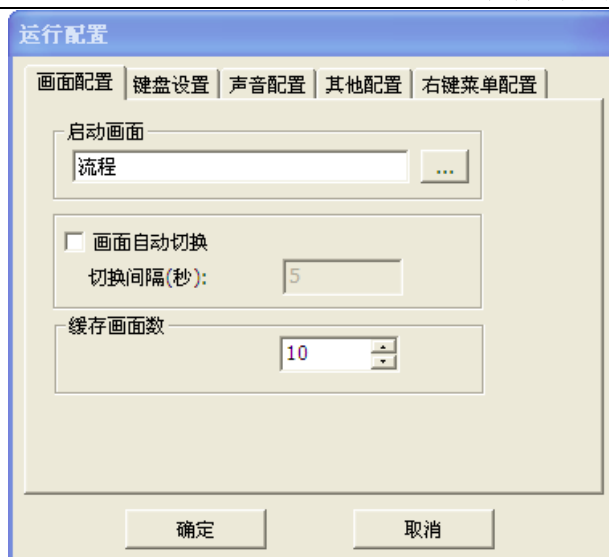 运行配置
画面配置 键盘设置 声音配置 其他配置 右键菜单配置
启动画面
流程 ...
画面自动切换
切换间隔(秒): 5
缓存画面数
10
确定 取消